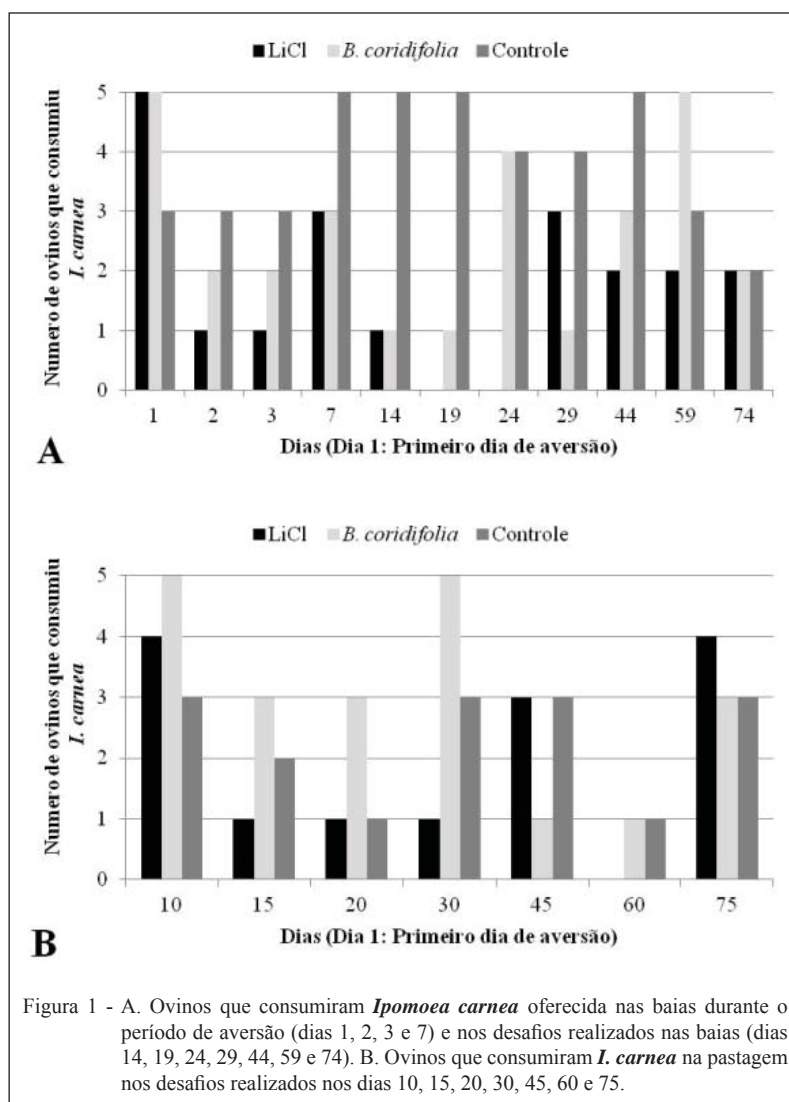 LiCl B. coridifolia Controle
Numero de ovinos que consumiu
I. carnea
5
4
3
2
1
0
1 2 3 7 14 19 24 29 44 59 74
Dias (Dia 1: Primeiro dia de aversão)
A
LiCl B. coridifolia Controle
Numero de ovinos que consumiu
I. carnea
5
4
3
2
1
0
10 15 20 30 45 60 75
Dias (Dia 1: Primeiro dia de aversão)
B
Figura 1 - A. Ovinos que consumiram Ipomoea carnea oferecida nas baias durante o
período de aversão (dias 1, 2, 3 e 7) e nos desafios realizados nas baias (dias
14, 19, 24, 29, 44, 59 e 74). B. Ovinos que consumiram I. carnea na pastagem
nos desafios realizados nos dias 10, 15, 20, 30, 45, 60 e 75.